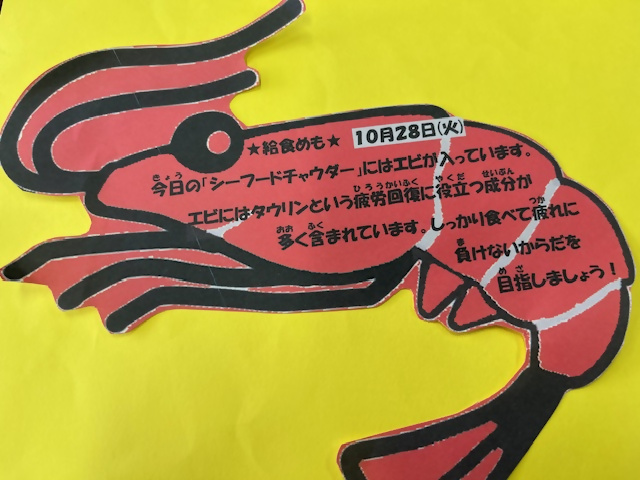 ★給食めも★ 10月28日(火)
今日の「シーフードチャウダー」にはエビが入っています。
エビにはタウリンという疲労回復に役立つ成分が
多く含まれています。しっかり食べて疲れに
負けないからだを
目指しましょう！